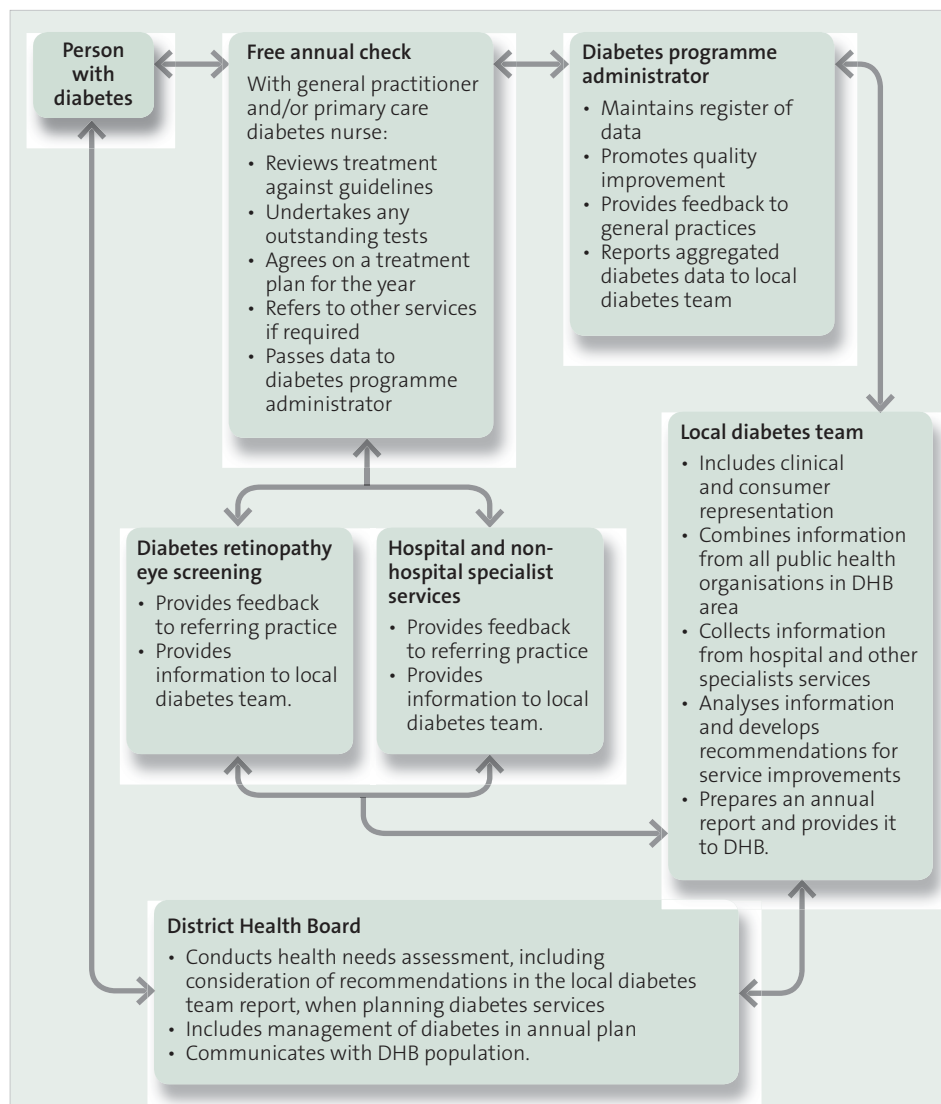 Person
with
diabetes
Free annual check
With general practitioner
and/or primary care
diabetes nurse:
• Reviews treatment
against guidelines
• Undertakes any
outstanding tests
• Agrees on a treatment
plan for the year
• Refers to other services
if required
• Passes data to
diabetes programme
administrator
Diabetes programme
administrator
• Maintains register of
data
• Promotes quality
improvement
• Provides feedback to
general practices
• Reports aggregated
diabetes data to local
diabetes team
Local diabetes team
• Includes clinical
and consumer
representation
• Combines information
from all public health
organisations in DHB
area
• Collects information
from hospital and other
specialists services
• Analyses information
and develops
recommendations for
service improvements
• Prepares an annual
report and provides it
to DHB.
Diabetes retinopathy
eye screening
• Provides feedback
to referring practice
• Provides
information to local
diabetes team.
Hospital and non-
hospital specialist
services
• Provides feedback
to referring practice
• Provides
information to local
diabetes team.
District Health Board
• Conducts health needs assessment, including
consideration of recommendations in the local diabetes
team report, when planning diabetes services
• Includes management of diabetes in annual plan
• Communicates with DHB population.